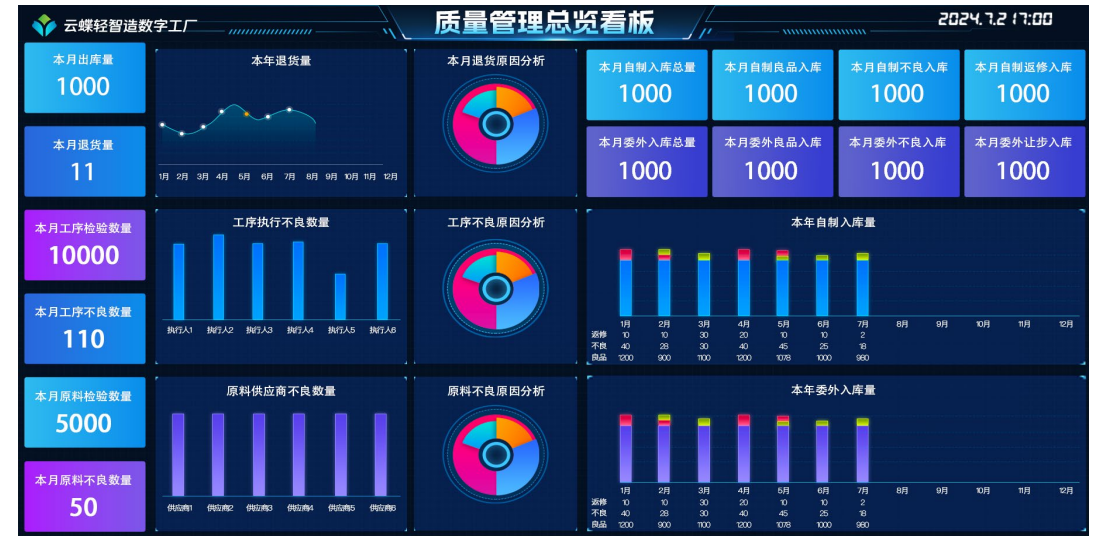 云蝶轻智造数字工厂
质量管理总览看板
2024.7.2 17:00
本月出库量
1000
本月退货量
11
本月工序检验数量
10000
本月工序不良数量
110
本月原料检验数量
5000
本月原料不良数量
50
本年退货量
1月 2月 3月 4月 5月 6月 7月 8月 9月 10月 11月 12月
本月退货原因分析
本月自制入库总量
1000
本月自制良品入库
1000
本月自制不良入库
1000
本月自制返修入库
1000
本月委外入库总量
1000
本月委外良品入库
1000
本月委外不良入库
1000
本月委外让步入库
1000
工序执行不良数量
执行人1 执行人2 执行人3 执行人4 执行人5 执行人6
工序不良原因分析
本年自制入库量
1月 2月 3月 4月 5月 6月 7月 8月 9月 10月 11月 12月
返修 10 10 30 20 10 10 2
不良 40 28 30 40 45 25 18
良品 1200 900 1100 1200 1078 1000 980
原料供应商不良数量
供应商1 供应商2 供应商3 供应商4 供应商5 供应商6
原料不良原因分析
本年委外入库量
1月 2月 3月 4月 5月 6月 7月 8月 9月 10月 11月 12月
返修 10 10 30 20 10 10 2
不良 40 28 30 40 45 25 18
良品 1200 900 1100 1200 1078 1000 980